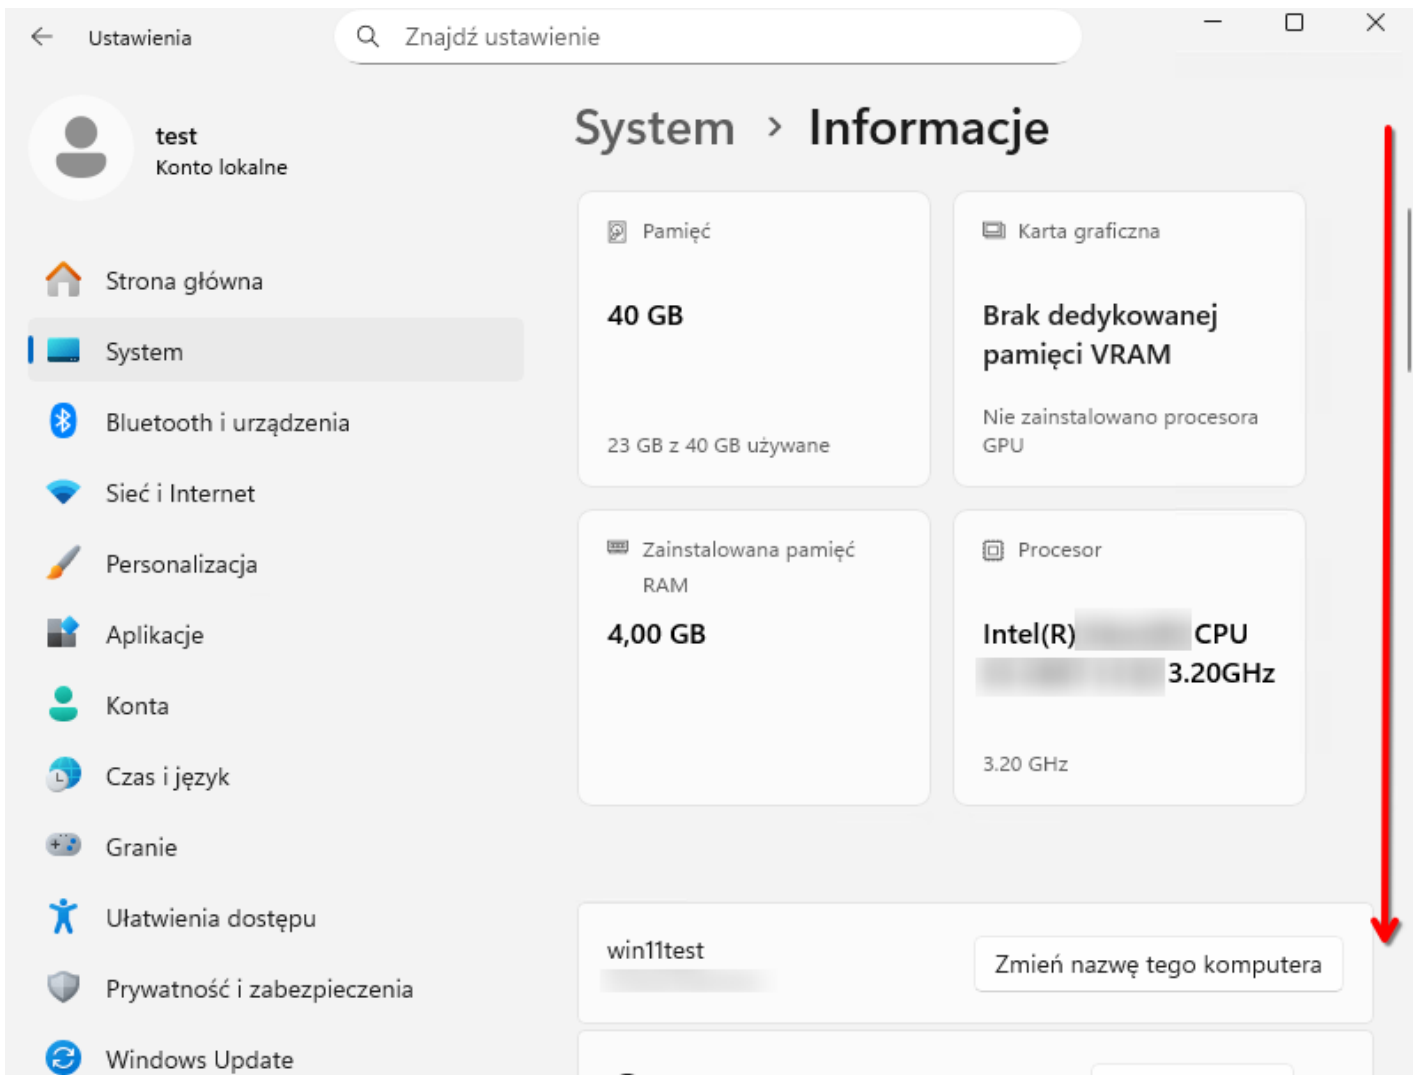 Ustawienia
Znajdź ustawienie
test
Konto lokalne
Strona główna
System
Bluetooth i urządzenia
Sieć i Internet
Personalizacja
Aplikacje
Konta
Czas i język
Granie
Ułatwienia dostępu
Prywatność i zabezpieczenia
Windows Update
System > Informacje
Pamięć
40 GB
23 GB z 40 GB używane
Karta graficzna
Brak dedykowanej
pamięci VRAM
Nie zainstalowano procesora
GPU
Zainstalowana pamięć
RAM
4,00 GB
Procesor
Intel(R) CPU
3.20GHz
3.20 GHz
win11test
Zmień nazwę tego komputera